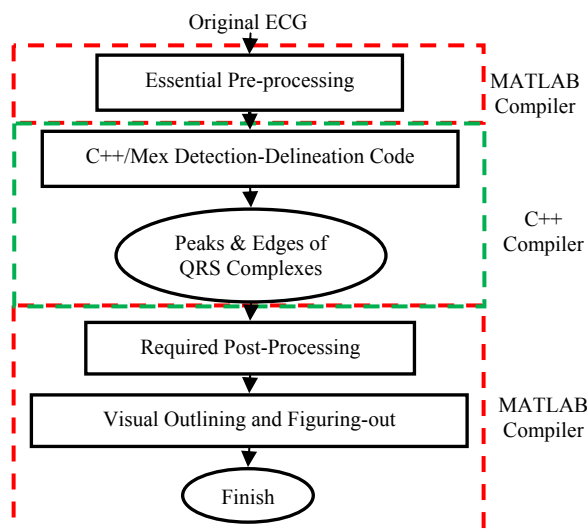 Original ECG
Essential Pre-processing
MATLAB
Compiler
C++/Mex Detection-Delineation Code
Peaks & Edges of
QRS Complexes
C++
Compiler
Required Post-Processing
Visual Outlining and Figuring-out
MATLAB
Compiler
Finish